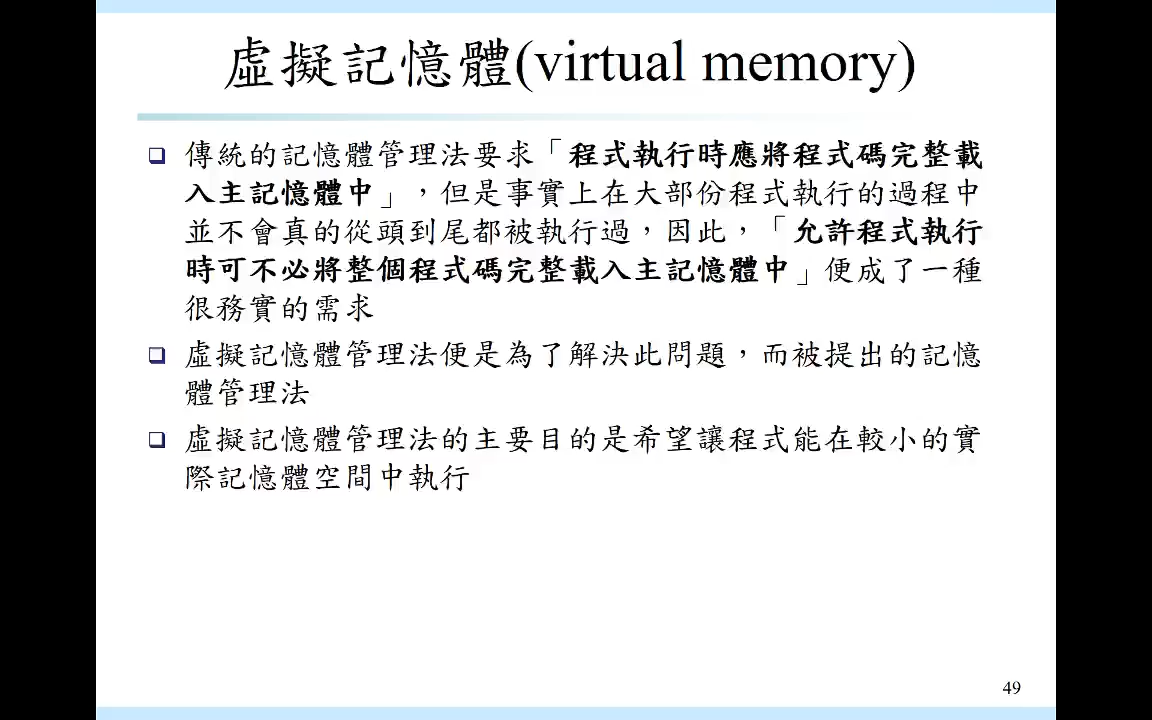 虛擬記憶體(virtual memory)
傳統的記憶體管理法要求「程式執行時應將程式碼完整載
入主記憶體中」，但是事實上在大部份程式執行的過程中
並不會真的從頭到尾都被執行過，因此，「允許程式執行
時可不必將整個程式碼完整載入主記憶體中」便成了一種
很務實的需求
虛擬記憶體管理法便是為了解決此問題，而被提出的記憶
體管理法
虛擬記憶體管理法的主要目的是希望讓程式能在較小的實
際記憶體空間中執行
49